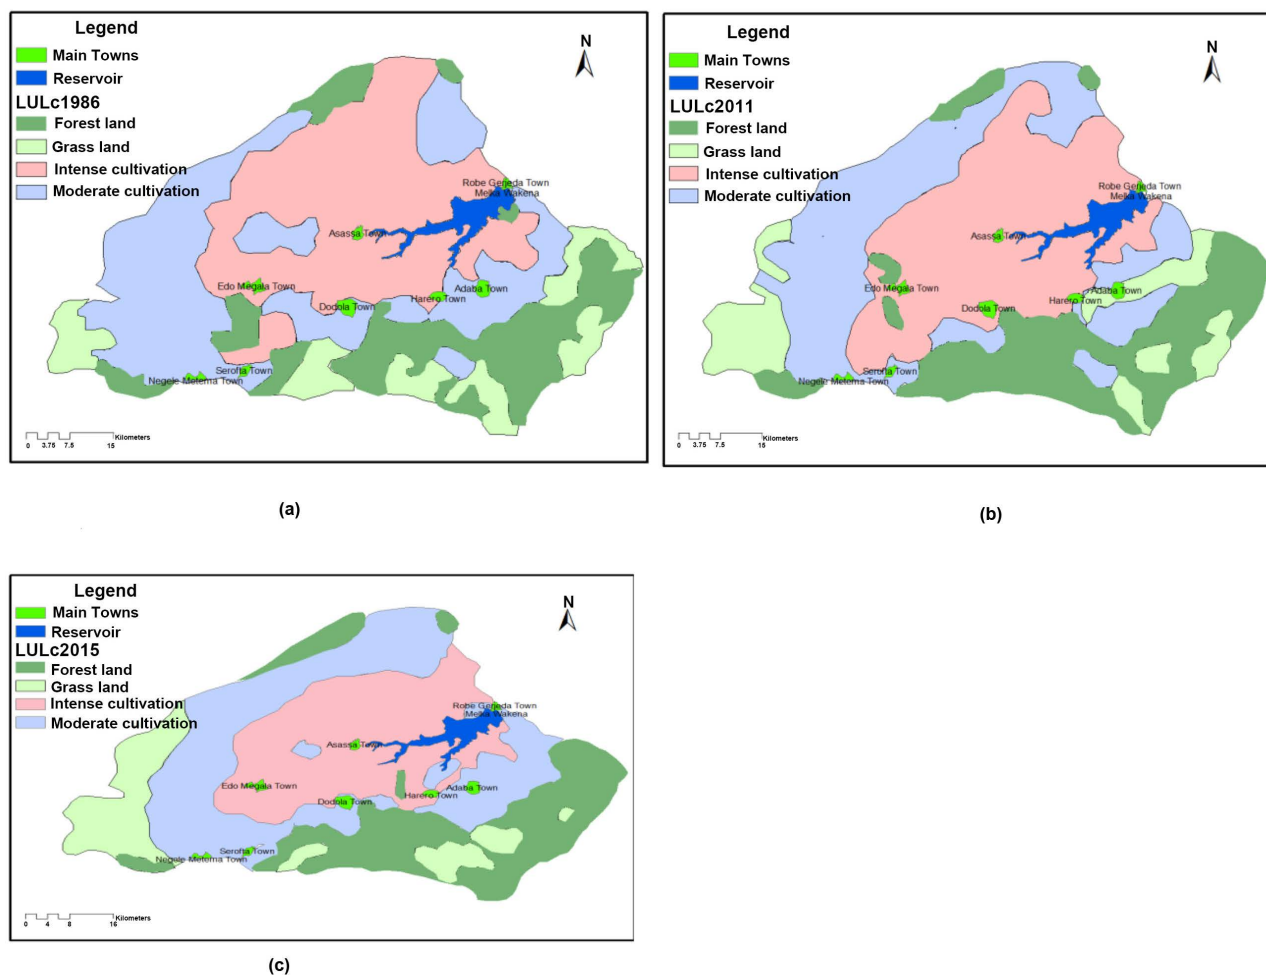 Legend
Main Towns
Reservoir
LULc1986
Forest land
Grass land
Intense cultivation
Moderate cultivation
N
Robe Gerjeda Town
Melka Wakena
Asassa Town
Edo Megala Town
Dodola Town
Harero Town
Adaba Town
Serofta Town
Negele Metema Town
0 3.75 7.5 15 Kilometers
(a)
Legend
Main Towns
Reservoir
LULc2011
Forest land
Grass land
Intense cultivation
Moderate cultivation
N
Robe Gerjeda Town
Melka Wakena
Asassa Town
Edo Megala Town
Dodola Town
Harero Town
Adaba Town
Serofta Town
Negele Metema Town
0 3.75 7.5 15 Kilometers
(b)
Legend
Main Towns
Reservoir
LULc2015
Forest land
Grass land
Intense cultivation
Moderate cultivation
N
Robe Gerjeda Town
Melka Wakena
Asassa Town
Edo Megala Town
Dodola Town
Harero Town
Adaba Town
Serofta Town
Negele Metema Town
0 4 8 16 Kilometers
(c)